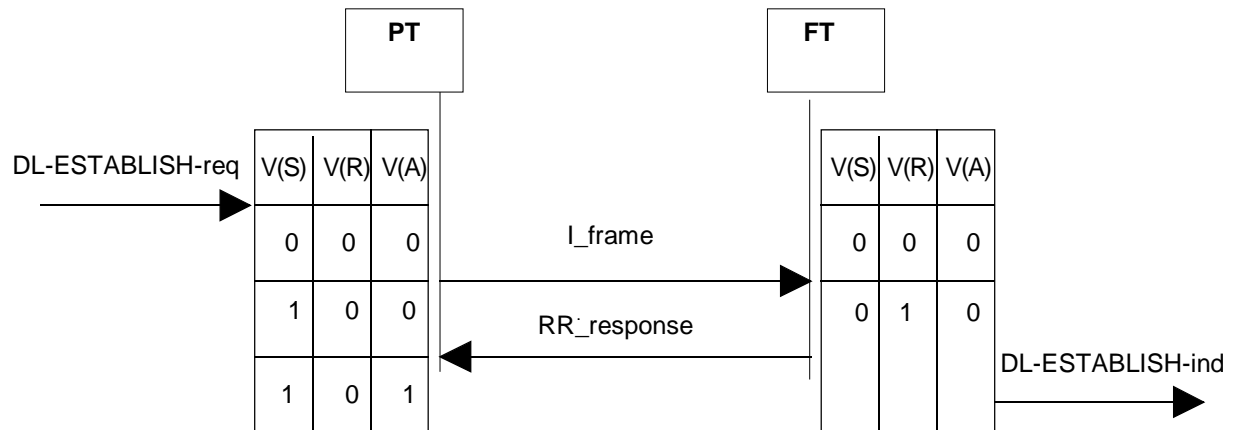 PT FT
DL-ESTABLISH-req V(S) V(R) V(A) V(S) V(R) V(A)
0 0 0 I_frame 0 0 0
1 0 0 RR_response 0 1 0
DL-ESTABLISH-ind
1 0 1